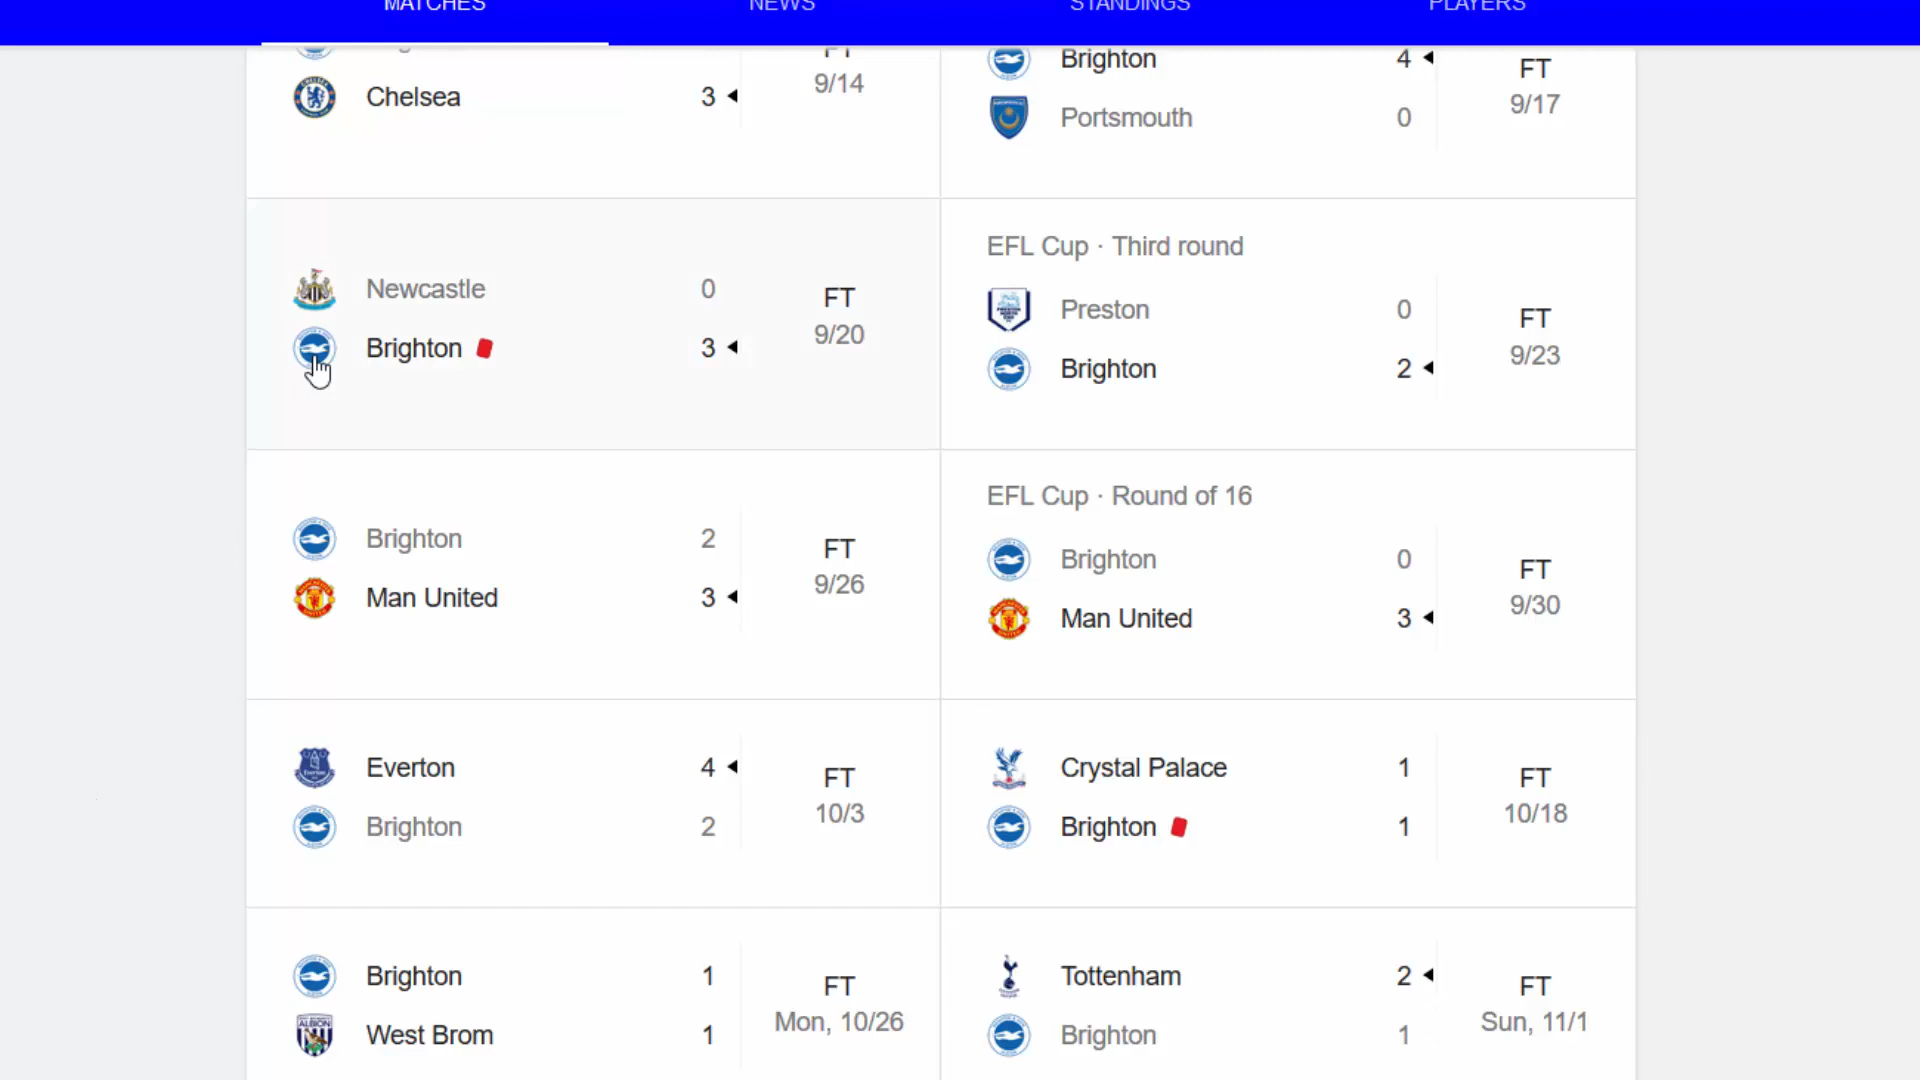 MATCHES NEWS STANDINGS PLAYERS
FT
9/14
Chelsea 3
Brighton 4
Portsmouth 0
FT
9/17
Newcastle 0
Brighton 3
FT
9/20
EFL Cup · Third round
Preston 0
Brighton 2
FT
9/23
Brighton 2
Man United 3
FT
9/26
EFL Cup · Round of 16
Brighton 0
Man United 3
FT
9/30
Everton 4
Brighton 2
FT
10/3
Crystal Palace 1
Brighton 1
FT
10/18
Brighton 1
West Brom 1
FT
Mon, 10/26
Tottenham 2
Brighton 1
FT
Sun, 11/1